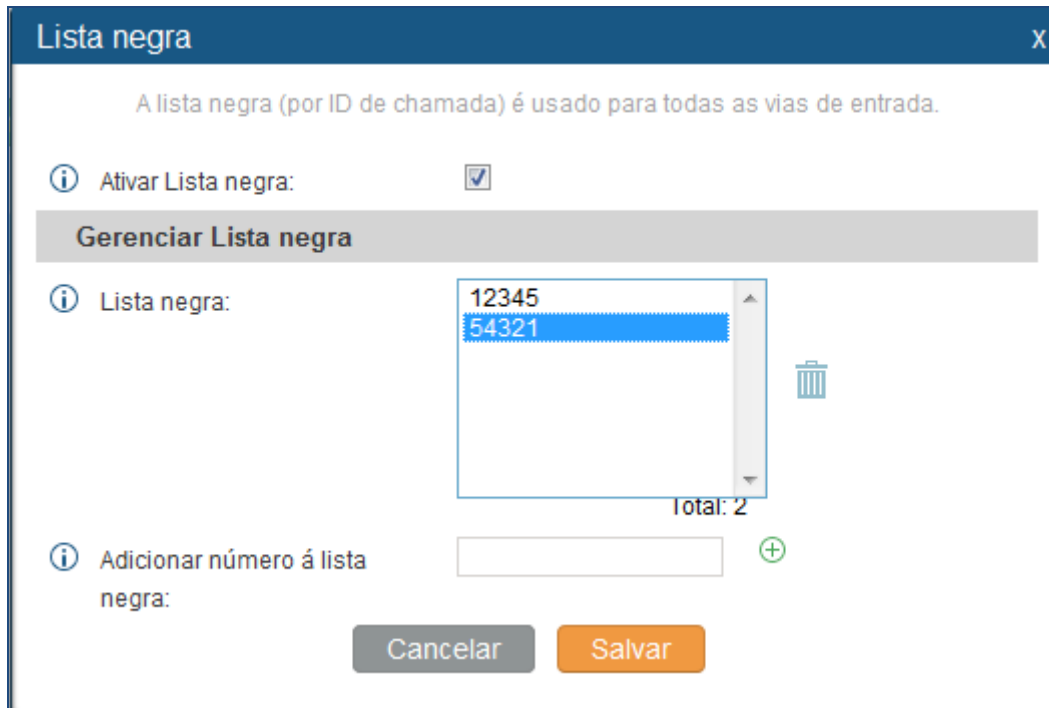 Lista negra x
A lista negra (por ID de chamada) é usado para todas as vias de entrada.
Ativar Lista negra:
Gerenciar Lista negra
Lista negra:
12345
54321
Total: 2
Adicionar número á lista
negra:
Cancelar Salvar